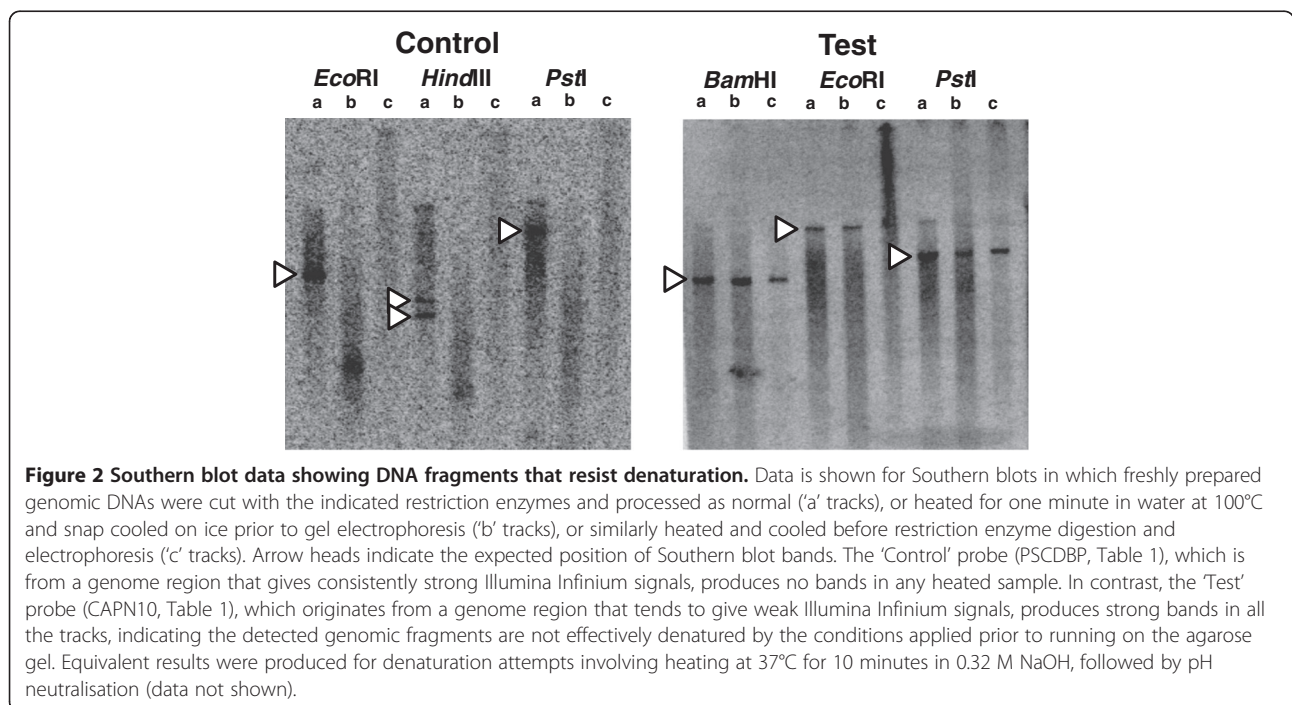 Control Test
EcoRI HindIII PstI BamHI EcoRI PstI
a b c a b c a b c a b c a b c a b c
Figure 2 Southern blot data showing DNA fragments that resist denaturation. Data is shown for Southern blots in which freshly prepared
genomic DNAs were cut with the indicated restriction enzymes and processed as normal (‘a’ tracks), or heated for one minute in water at 100°C
and snap cooled on ice prior to gel electrophoresis (‘b’ tracks), or similarly heated and cooled before restriction enzyme digestion and
electrophoresis (‘c’ tracks). Arrow heads indicate the expected position of Southern blot bands. The ‘Control’ probe (PSCDBP, Table 1), which is
from a genome region that gives consistently strong Illumina Infinium signals, produces no bands in any heated sample. In contrast, the ‘Test’
probe (CAPN10, Table 1), which originates from a genome region that tends to give weak Illumina Infinium signals, produces strong bands in all
the tracks, indicating the detected genomic fragments are not effectively denatured by the conditions applied prior to running on the agarose
gel. Equivalent results were produced for denaturation attempts involving heating at 37°C for 10 minutes in 0.32 M NaOH, followed by pH
neutralisation (data not shown).